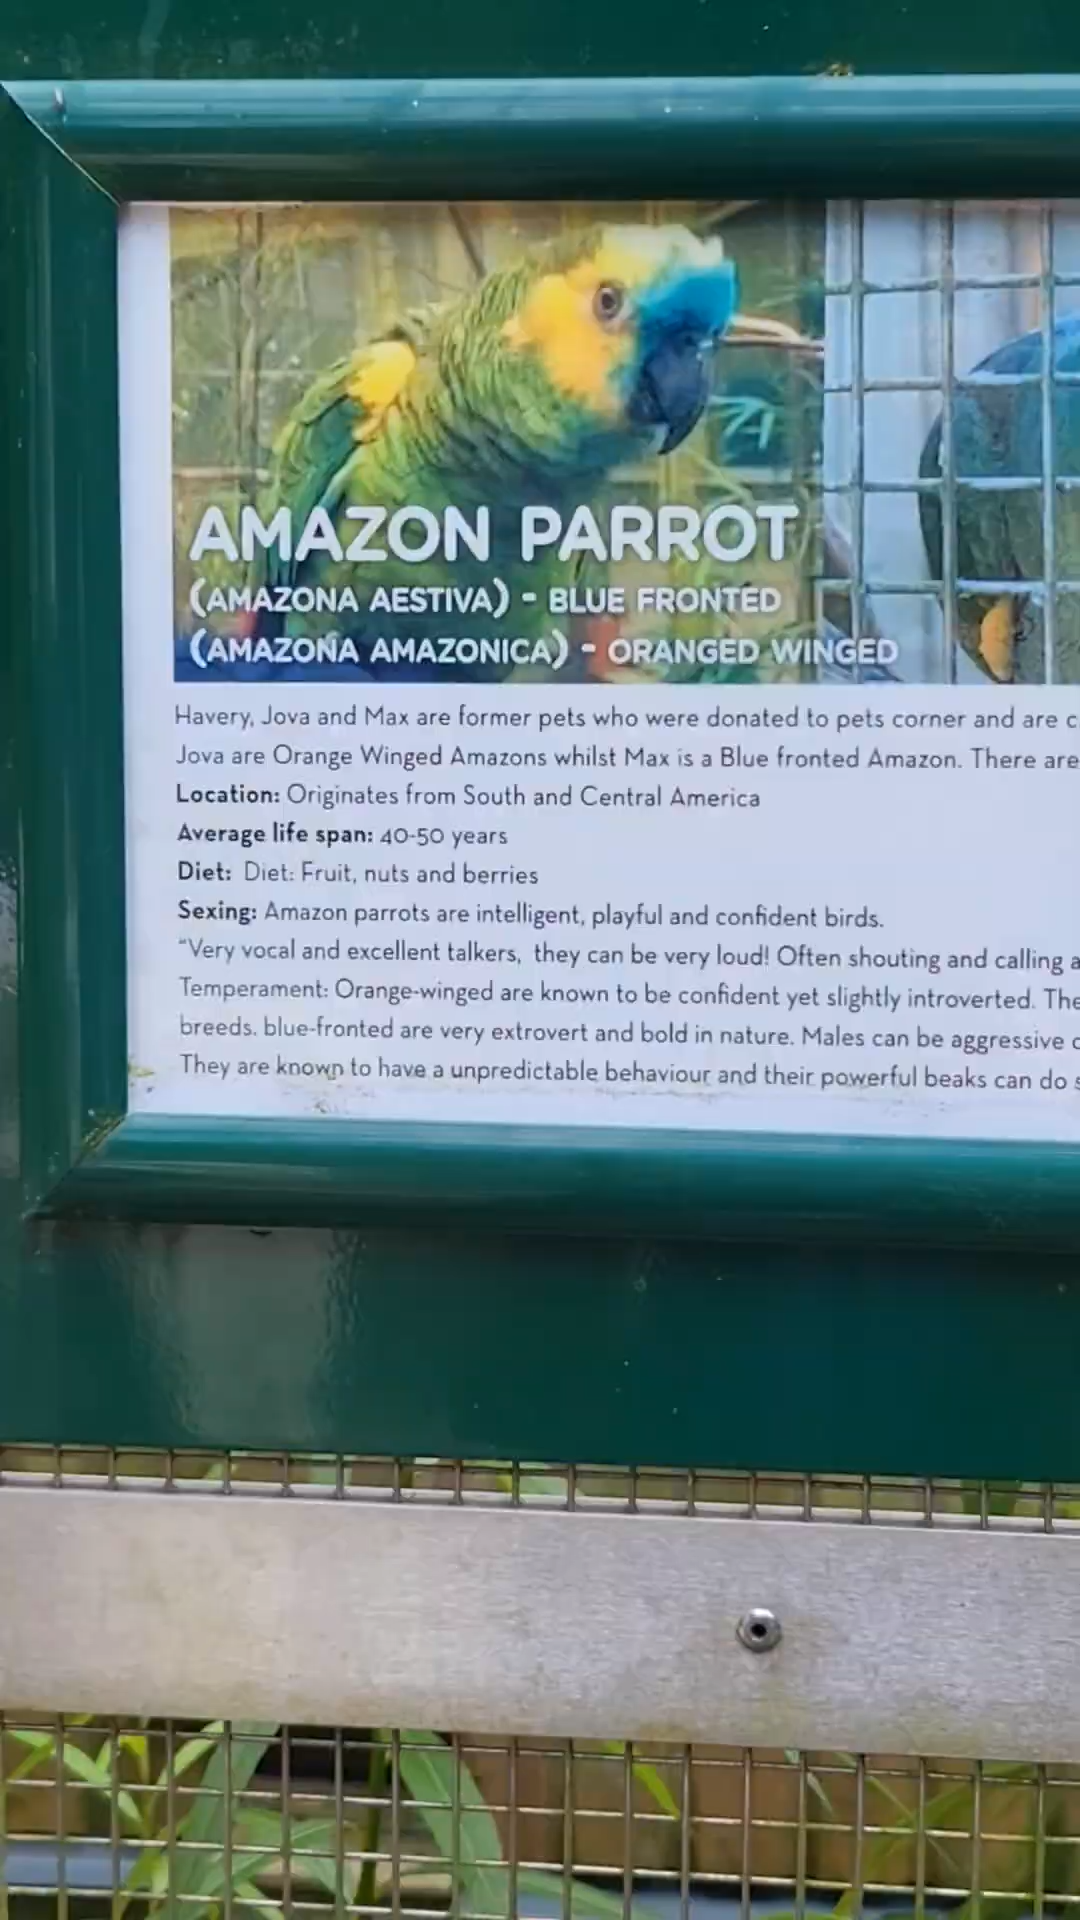 AMAZON PARROT
(AMAZONA AESTIVA) - BLUE FRONTED
(AMAZONA AMAZONICA) - ORANGED WINGED
Havery, Jova and Max are former pets who were donated to pets corner and are
Jova are Orange Winged Amazons whilst Max is a Blue fronted Amazon. There are
Location: Originates from South and Central America
Average life span: 40-50 years
Diet: Diet: Fruit, nuts and berries
Sexing: Amazon parrots are intelligent, playful and confident birds.
"Very vocal and excellent talkers, they can be very loud! Often shouting and calling
Temperament: Orange-winged are known to be confident yet slightly introverted.
breeds. blue-fronted are very extrovert and bold in nature. Males can be aggressive
They are known to have a unpredictable behaviour and their powerful beaks can do